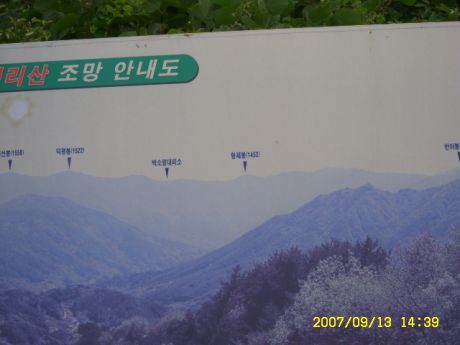 리산 조망 안내도
덕평봉(1522)
벽소령대피소
형제봉(1452)
2007/09/13 14:39